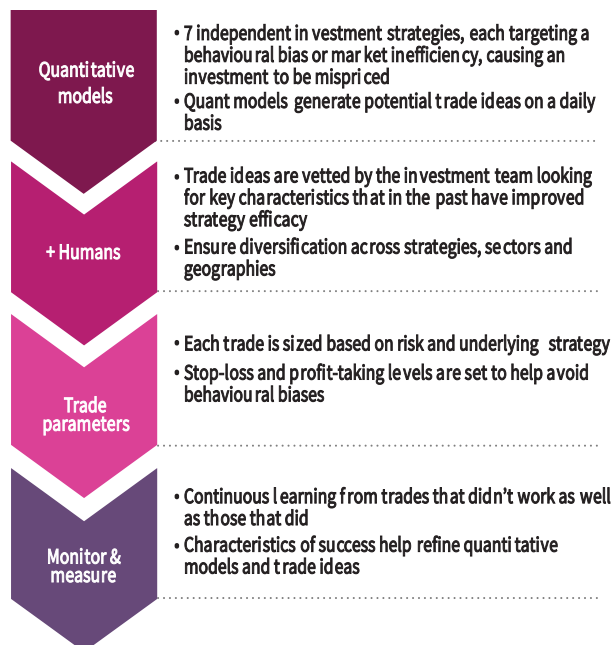 Quantitative
models
• 7 independent investment strategies, each targeting a
behavioural bias or market inefficiency, causing an
investment to be mispriced
• Quant models generate potential trade ideas on a daily
basis
+ Humans
• Trade ideas are vetted by the investment team looking
for key characteristics that in the past have improved
strategy efficacy
• Ensure diversification across strategies, sectors and
geographies
Trade
parameters
• Each trade is sized based on risk and underlying strategy
• Stop-loss and profit-taking levels are set to help avoid
behavioural biases
Monitor &
measure
• Continuous learning from trades that didn't work as well
as those that did
• Characteristics of success help refine quantitative
models and trade ideas